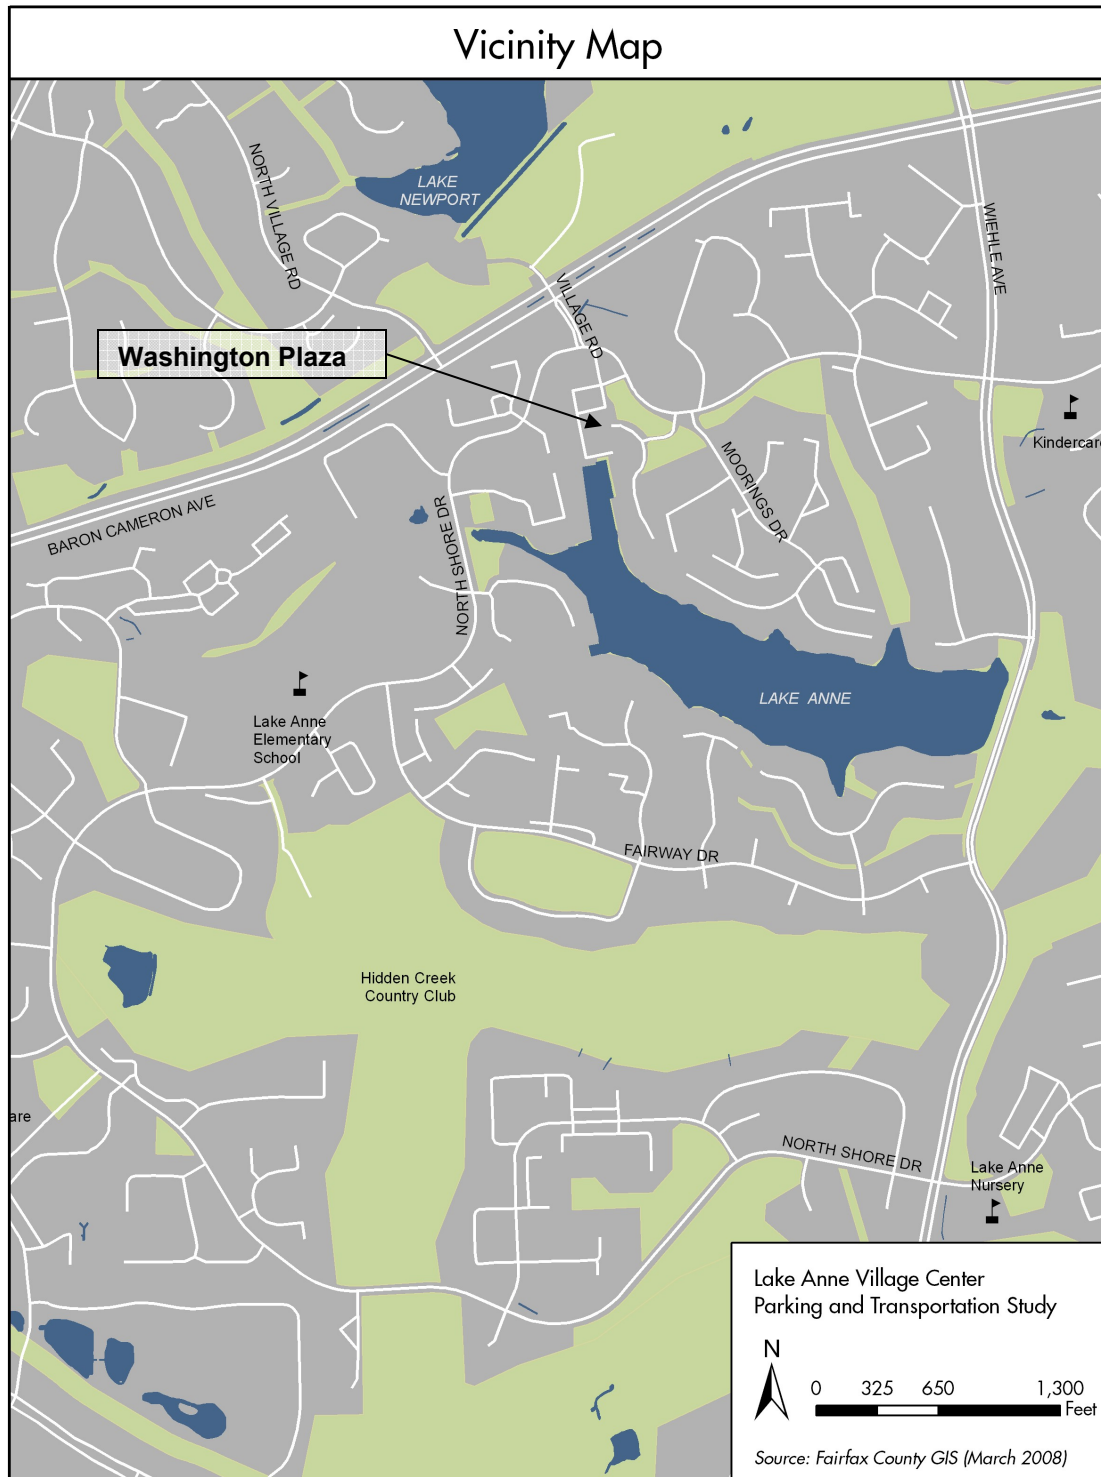 Vicinity Map
LAKE
NEWPORT
NORTH VILLAGE RD
WIEHLE AVE
VILLAGE RD
Washington Plaza
Kindercare
MOORINGS DR
BARON CAMERON AVE
NORTH SHORE DR
LAKE ANNE
Lake Anne
Elementary
School
FAIRWAY DR
Hidden Creek
Country Club
are
NORTH SHORE DR
Lake Anne
Nursery
Lake Anne Village Center
Parking and Transportation Study
N
0 325 650 1,300
Feet
Source: Fairfax County GIS (March 2008)